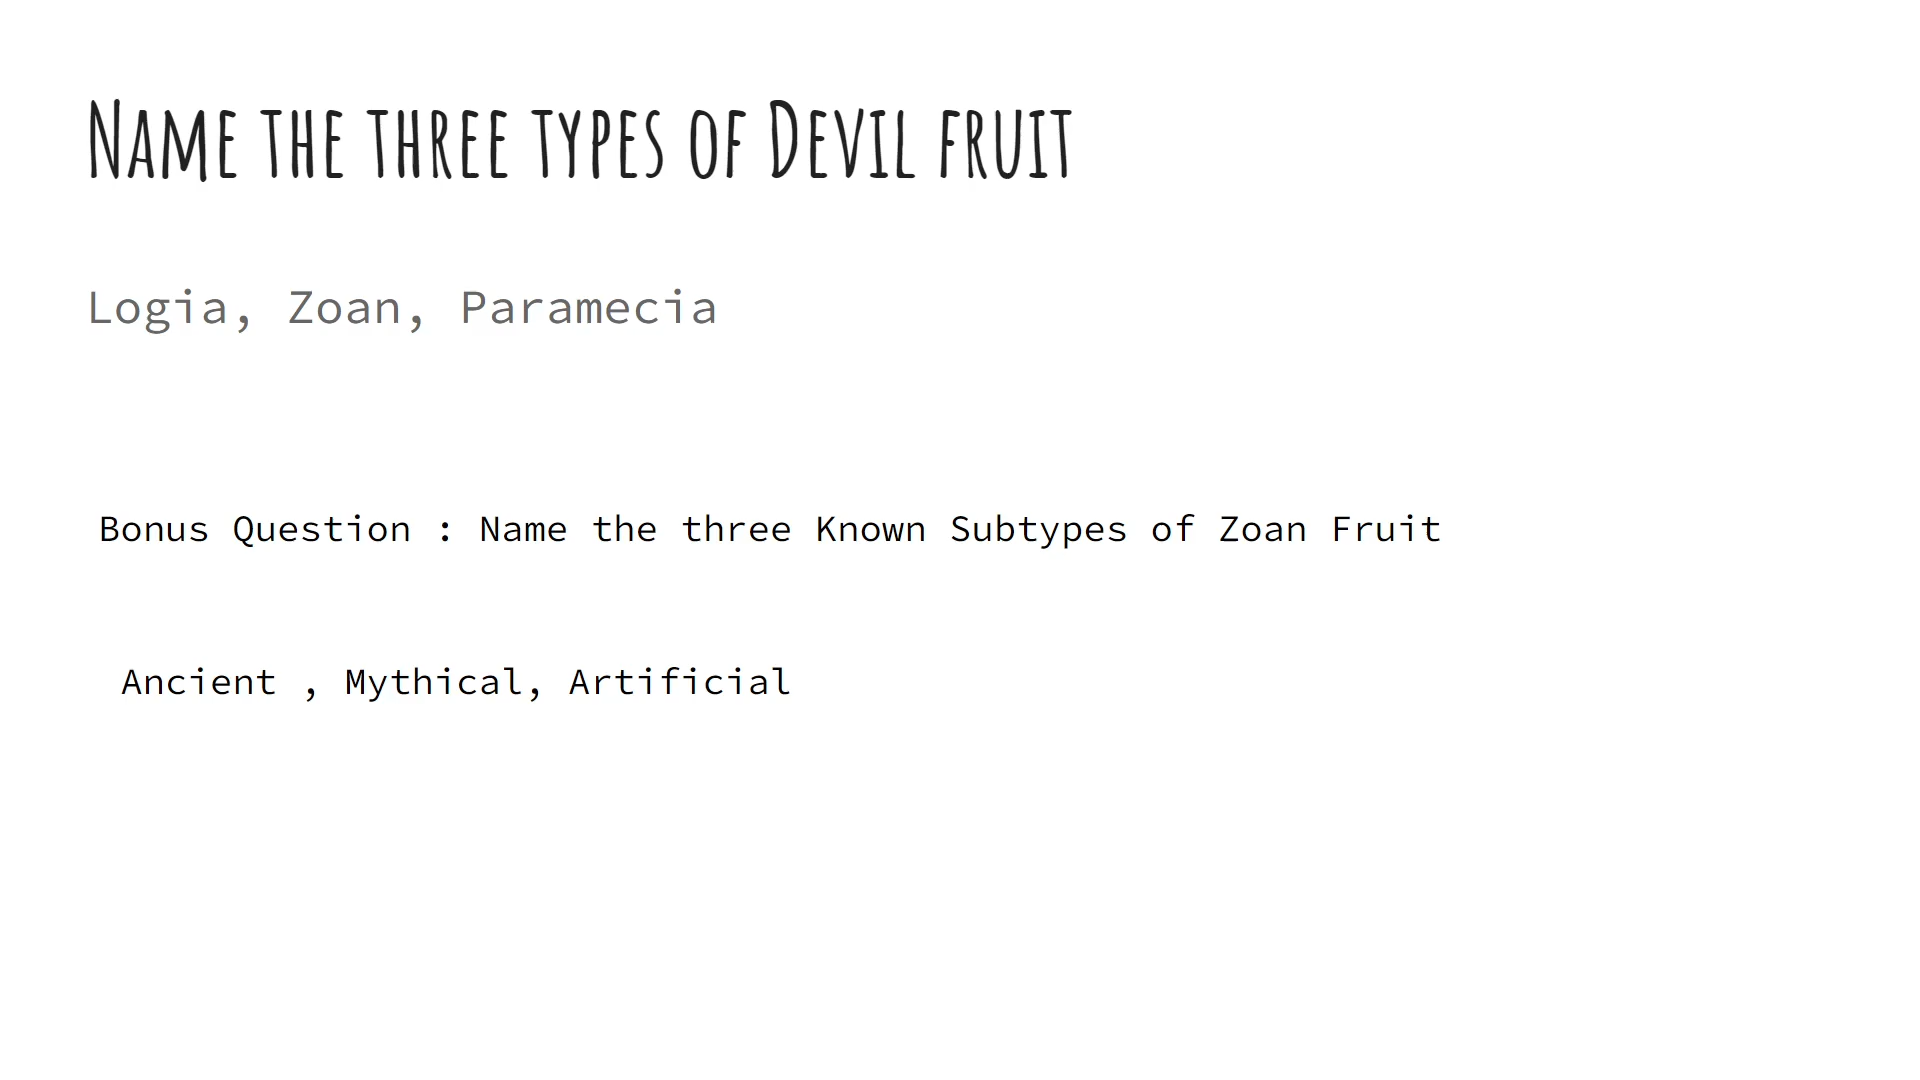 Name the three types of Devil fruit
Logia, Zoan, Paramecia
Bonus Question : Name the three Known Subtypes of Zoan Fruit
Ancient , Mythical, Artificial